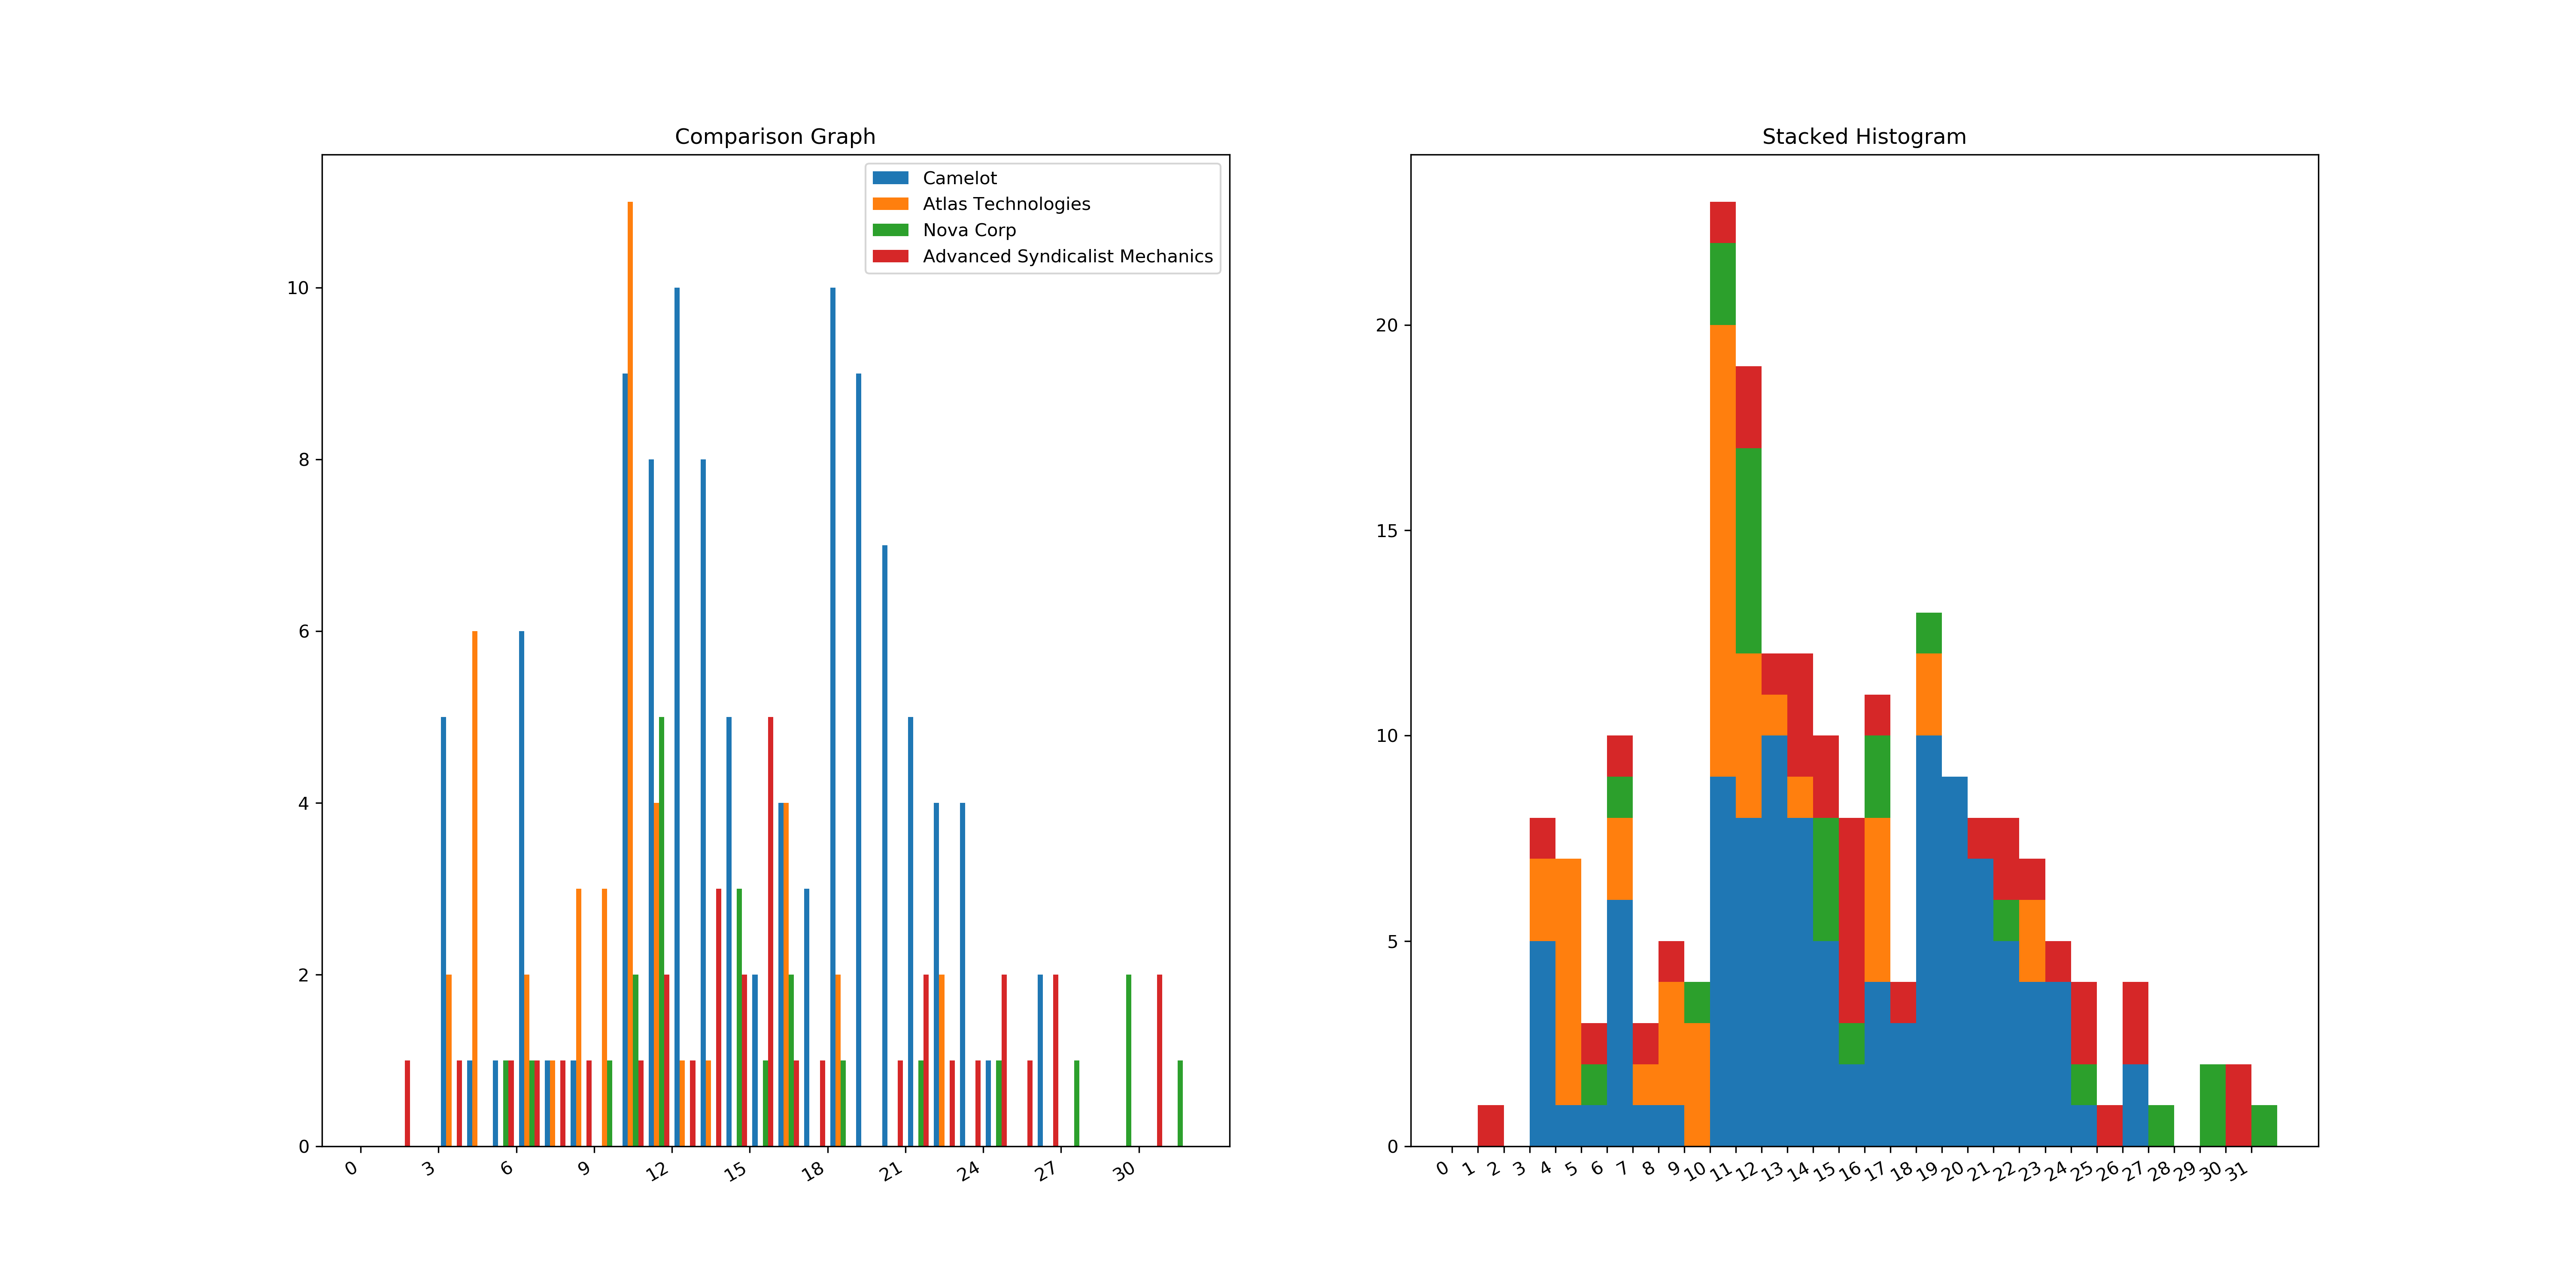 Comparison Graph
Camelot
Atlas Technologies
Nova Corp
Advanced Syndicalist Mechanics
10
8
6
4
2
0
0 3 6 9 12 15 18 21 24 27 30
Stacked Histogram
20
15
10
5
0
0 1 2 3 4 5 6 7 8 9 10 11 12 13 14 15 16 17 18 19 20 21 22 23 24 25 26 27 28 29 30 31